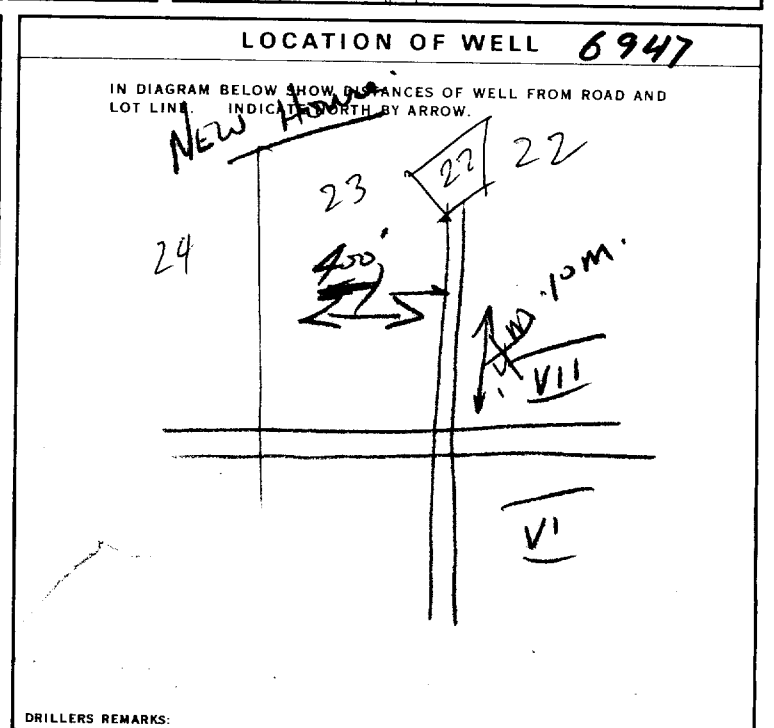 LOCATION OF WELL 6947
IN DIAGRAM BELOW SHOW DISTANCES OF WELL FROM ROAD AND
LOT LINE. INDICATE NORTH BY ARROW.
NEW
23
22
22
24
400'
VII
VI
DRILLERS REMARKS: